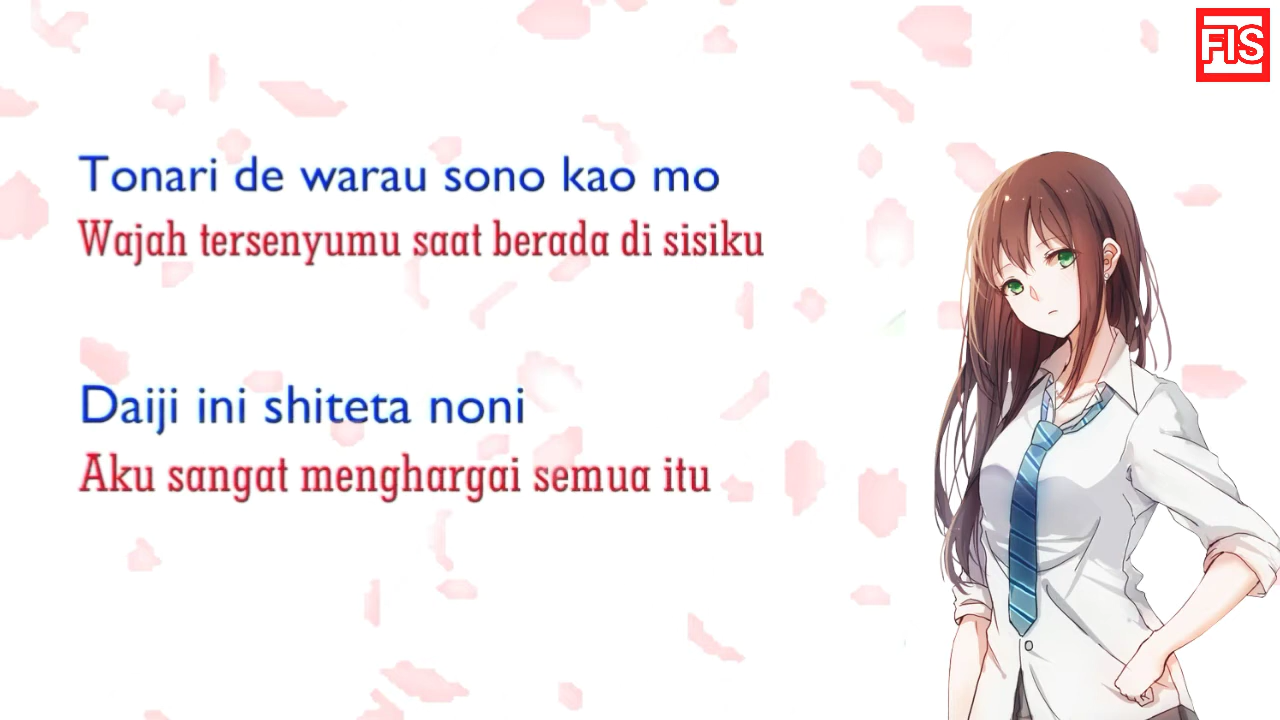 FIS
Tonari de warau sono kao mo
Wajah tersenyumu saat berada di sisiku
Daiji ini shiteta noni
Aku sangat menghargai semua itu